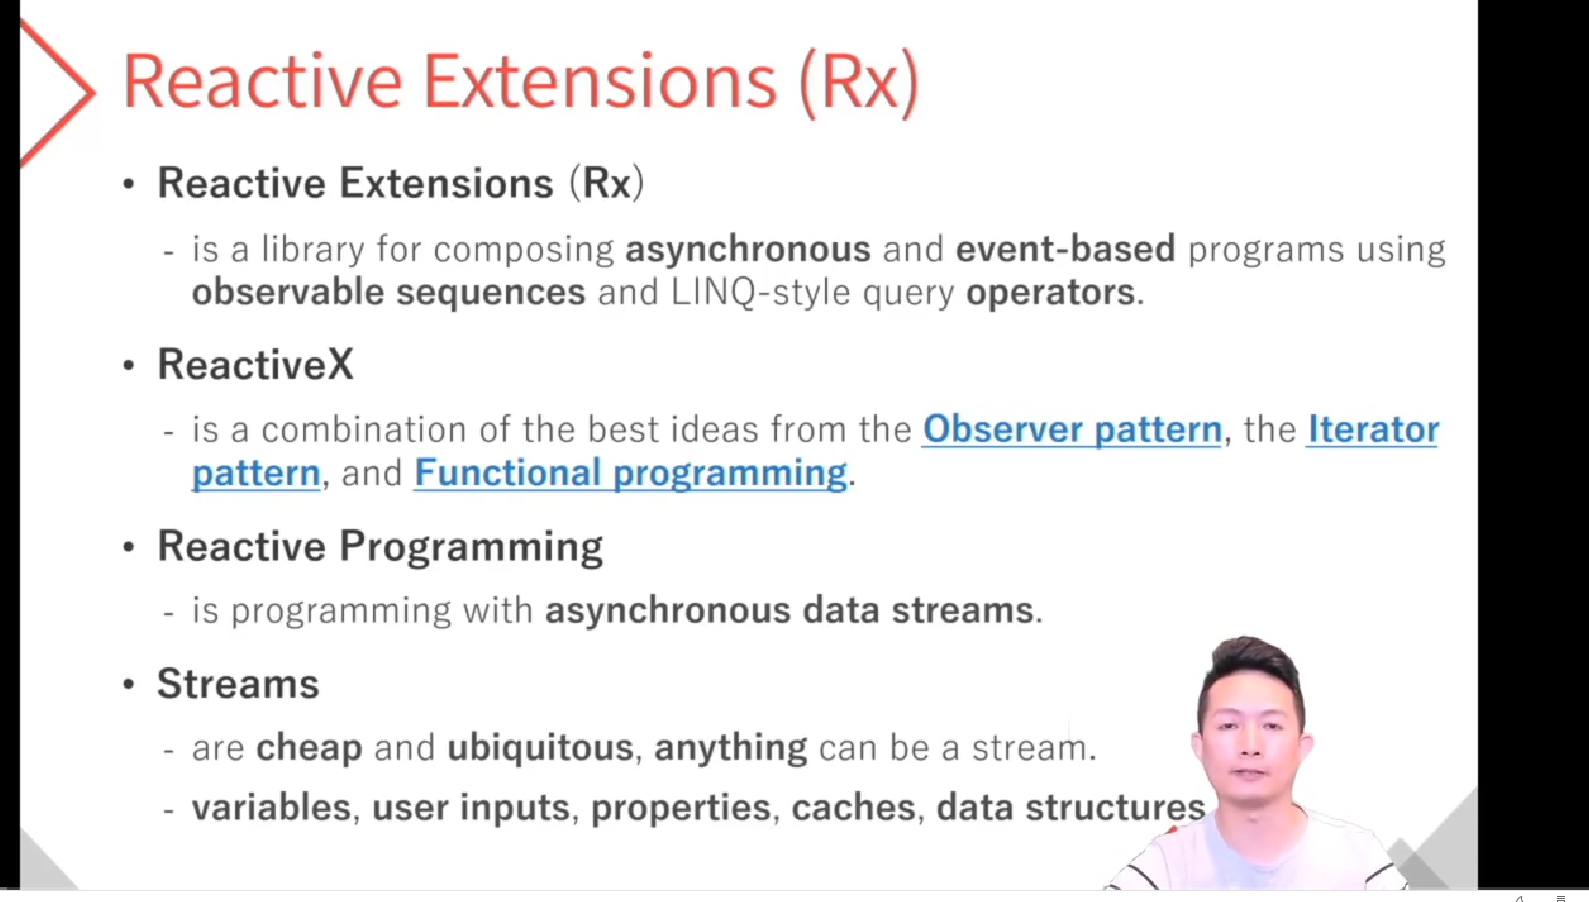 Reactive Extensions (Rx)
• Reactive Extensions (Rx)
- is a library for composing asynchronous and event-based programs using
observable sequences and LINQ-style query operators.
• ReactiveX
- is a combination of the best ideas from the Observer pattern, the Iterator
pattern, and Functional programming.
• Reactive Programming
- is programming with asynchronous data streams.
• Streams
- are cheap and ubiquitous, anything can be a stream.
- variables, user inputs, properties, caches, data structures